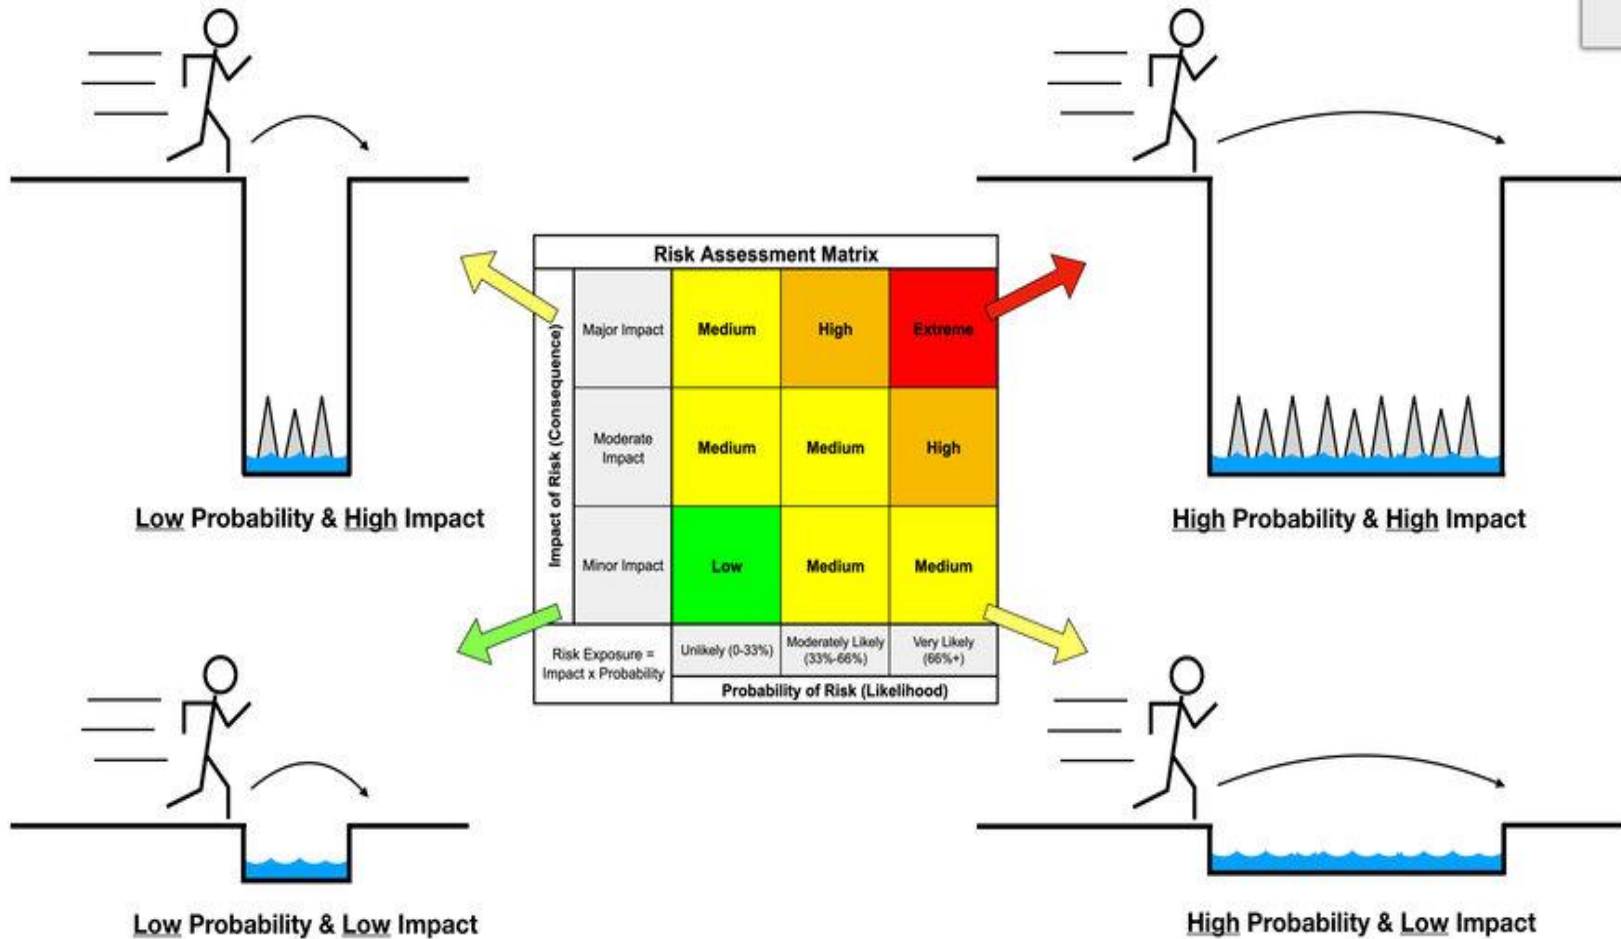 Risk Assessment Matrix
Impact of Risk (Consequence)
Major Impact
Medium
High
Extreme
Moderate
Impact
Medium
Medium
High
Minor Impact
Low
Medium
Medium
Risk Exposure =
Impact x Probability
Unlikely (0-33%)
Moderately Likely
(33%-66%)
Very Likely
(66%+)
Probability of Risk (Likelihood)
Low Probability & High Impact
High Probability & High Impact
Low Probability & Low Impact
High Probability & Low Impact